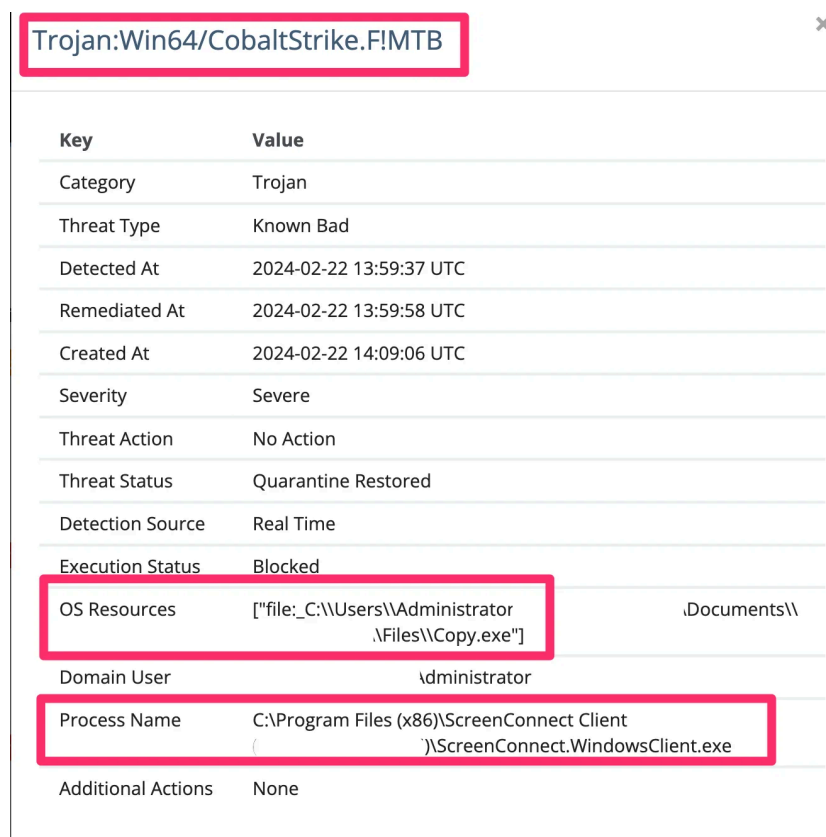 Trojan:Win64/CobaltStrike.F!MTB
Key Value
Category Trojan
Threat Type Known Bad
Detected At 2024-02-22 13:59:37 UTC
Remediated At 2024-02-22 13:59:58 UTC
Created At 2024-02-22 14:09:06 UTC
Severity Severe
Threat Action No Action
Threat Status Quarantine Restored
Detection Source Real Time
Execution Status Blocked
OS Resources ["file:_C:\\Users\\Administrator \Documents\\
\Files\\Copy.exe"]
Domain User \dministrator
Process Name C:\Program Files (x86)\ScreenConnect Client
( )\ScreenConnect.WindowsClient.exe
Additional Actions None